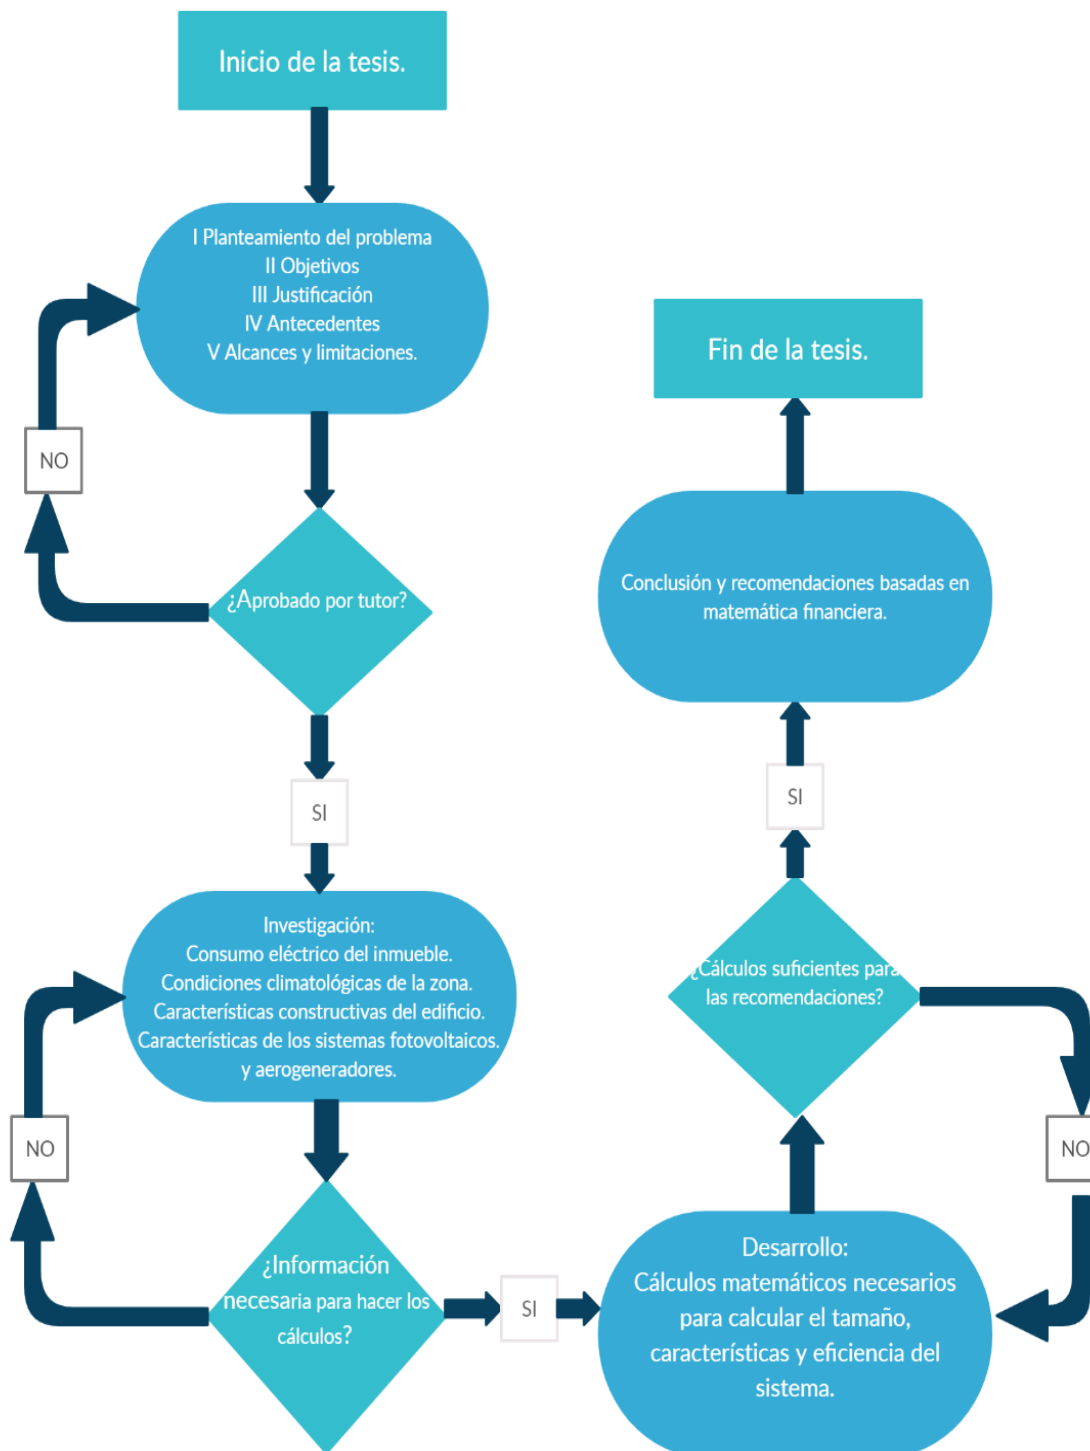 Inicio de la tesis.
I Planteamiento del problema
II Objetivos
III Justificación
IV Antecedentes
V Alcances y limitaciones.
NO
¿Aprobado por tutor?
SI
Investigación:
Consumo eléctrico del inmueble.
Condiciones climatológicas de la zona.
Características constructivas del edificio.
Características de los sistemas fotovoltaicos.
y aerogeneradores.
NO
¿Información
necesaria para hacer los
cálculos?
SI
Desarrollo:
Cálculos matemáticos necesarios
para calcular el tamaño,
características y eficiencia del
sistema.
¿Cálculos suficientes para
las recomendaciones?
NO
SI
Conclusión y recomendaciones basadas en
matemática financiera.
Fin de la tesis.